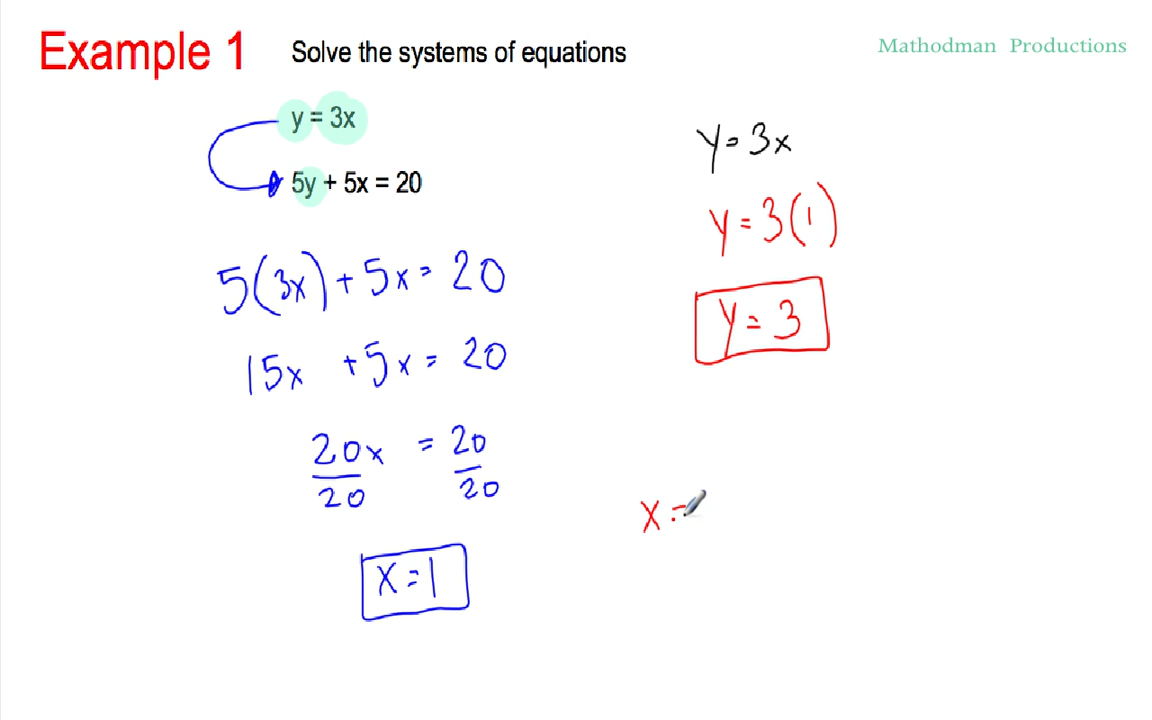 Example 1 Solve the systems of equations
Mathodman Productions
y = 3x
5y + 5x = 20
5(3x) + 5x = 20
15x + 5x = 20
20x = 20
20 20
x = 1
y = 3x
y = 3(1)
y = 3
x =